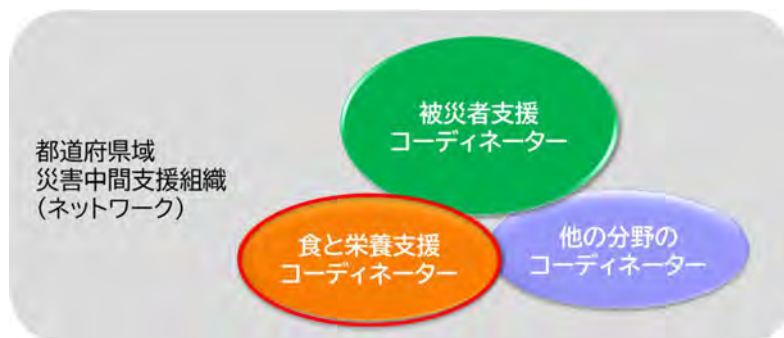 都道府県域
災害中間支援組織
(ネットワーク)
被災者支援
コーディネーター
食と栄養支援
コーディネーター
他の分野の
コーディネーター